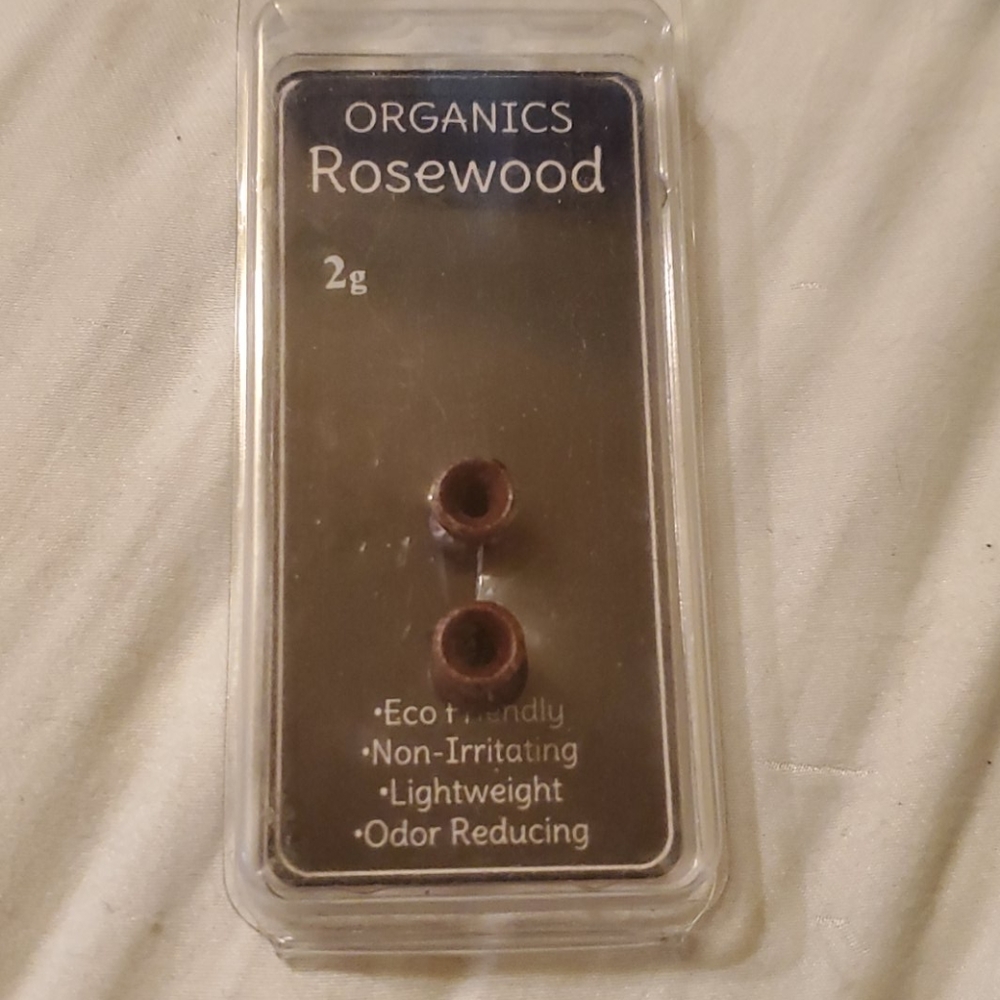 ORGANICS
Rosewood
2g
•Eco Friendly
•Non-Irritating
•Lightweight
•Odor Reducing